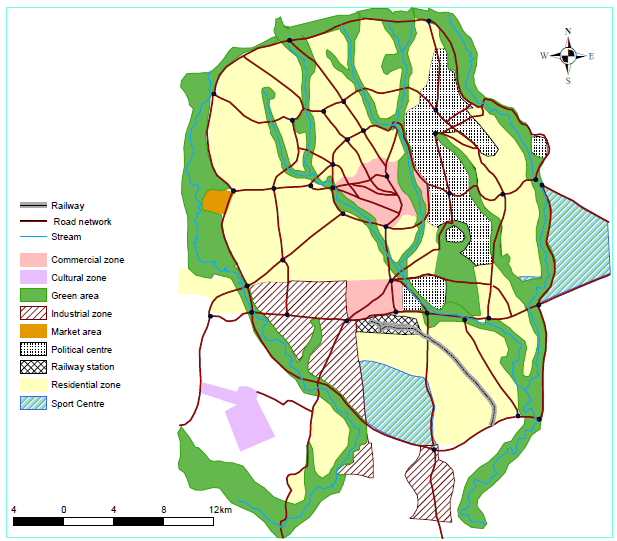 N
W E
S
Railway
Road network
Stream
Commercial zone
Cultural zone
Green area
Industrial zone
Market area
Political centre
Railway station
Residential zone
Sport Centre
4 0 4 8 12km